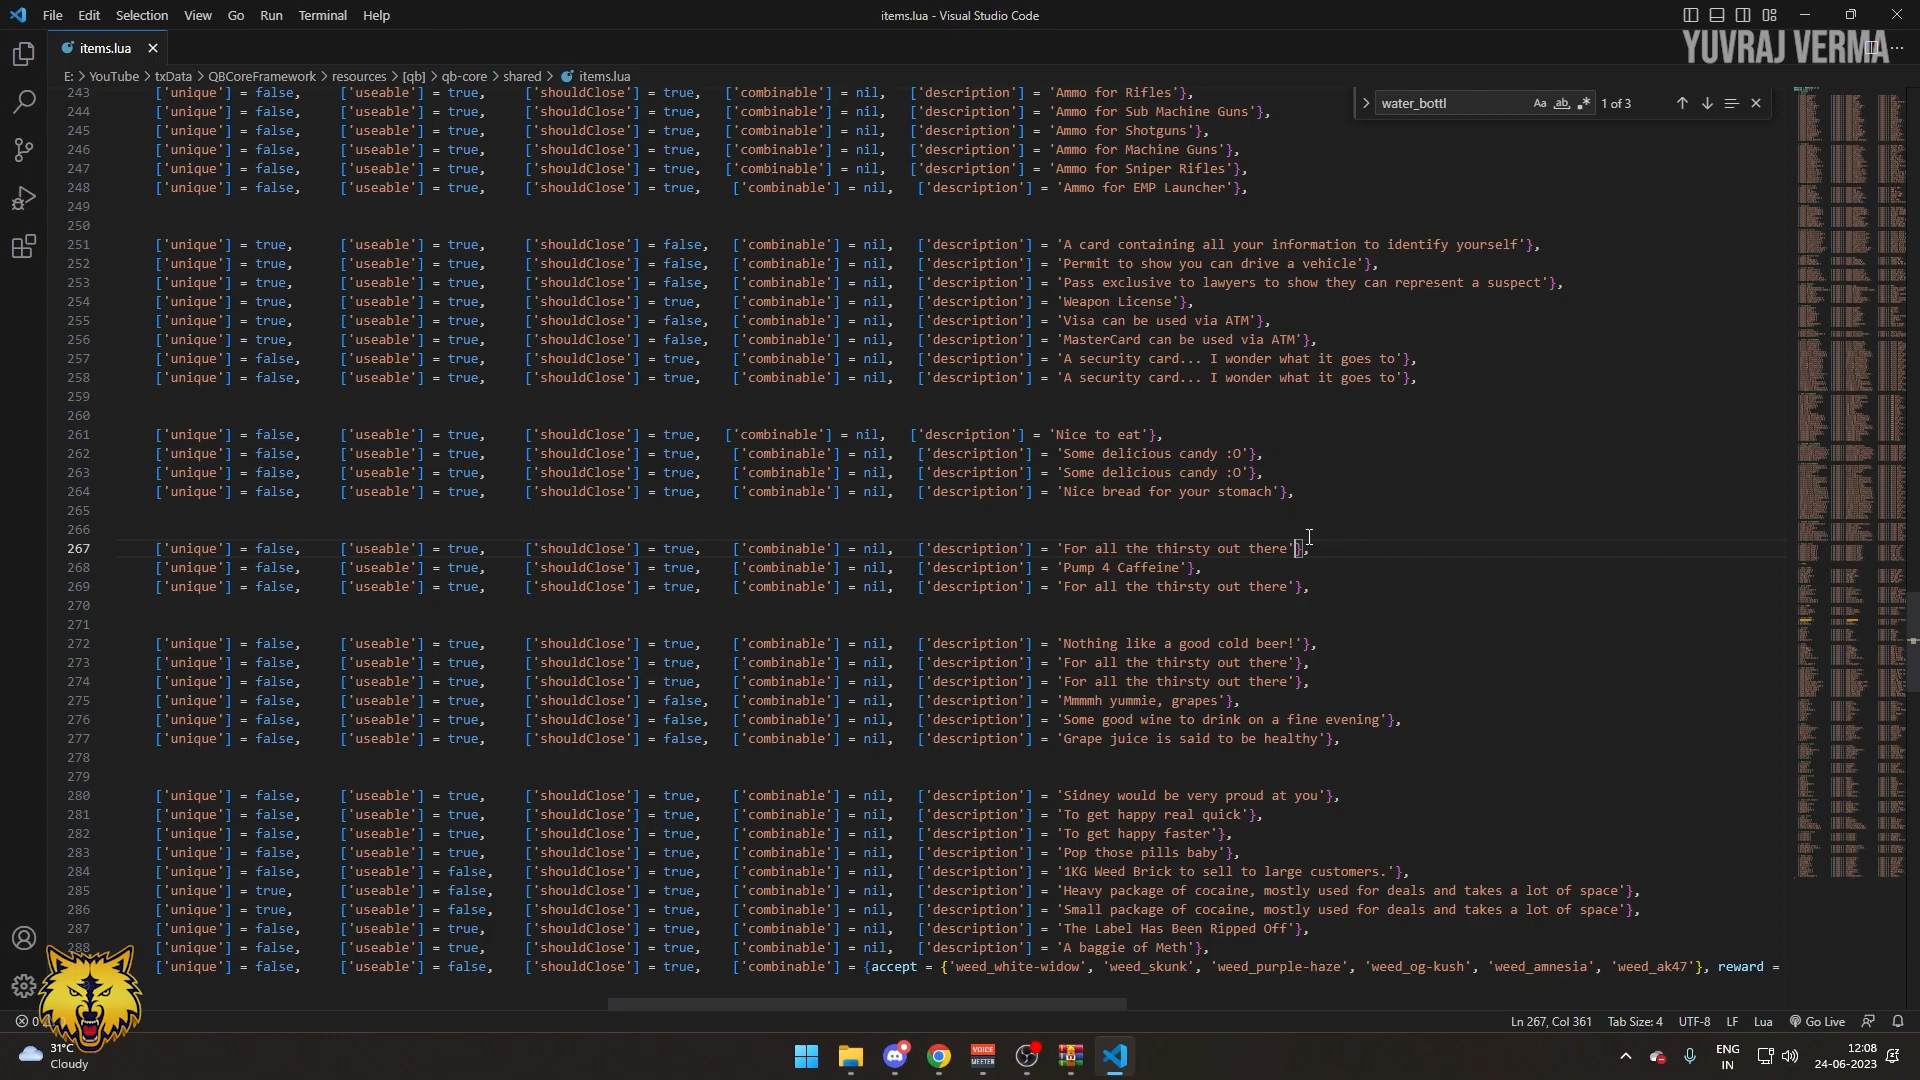 File Edit Selection View Go Run Terminal Help
items.lua - Visual Studio Code
items.lua
YUVRAJ VERMA
E: > YouTube > txData > QBCoreFramework > resources > [qb] > qb-core > shared > items.lua
water_bottl Aa ab 1 of 3
243 ['unique'] = false, ['useable'] = true, ['shouldClose'] = true, ['combinable'] = nil, ['description'] = 'Ammo for Rifles'},
244 ['unique'] = false, ['useable'] = true, ['shouldClose'] = true, ['combinable'] = nil, ['description'] = 'Ammo for Sub Machine Guns'},
245 ['unique'] = false, ['useable'] = true, ['shouldClose'] = true, ['combinable'] = nil, ['description'] = 'Ammo for Shotguns'},
246 ['unique'] = false, ['useable'] = true, ['shouldClose'] = true, ['combinable'] = nil, ['description'] = 'Ammo for Machine Guns'},
247 ['unique'] = false, ['useable'] = true, ['shouldClose'] = true, ['combinable'] = nil, ['description'] = 'Ammo for Sniper Rifles'},
248 ['unique'] = false, ['useable'] = true, ['shouldClose'] = true, ['combinable'] = nil, ['description'] = 'Ammo for EMP Launcher'},
249
250
251 ['unique'] = true, ['useable'] = true, ['shouldClose'] = false, ['combinable'] = nil, ['description'] = 'A card containing all your information to identify yourself'},
252 ['unique'] = true, ['useable'] = true, ['shouldClose'] = false, ['combinable'] = nil, ['description'] = 'Permit to show you can drive a vehicle'},
253 ['unique'] = true, ['useable'] = true, ['shouldClose'] = false, ['combinable'] = nil, ['description'] = 'Pass exclusive to lawyers to show they can represent a suspect'},
254 ['unique'] = true, ['useable'] = true, ['shouldClose'] = true, ['combinable'] = nil, ['description'] = 'Weapon License'},
255 ['unique'] = true, ['useable'] = true, ['shouldClose'] = false, ['combinable'] = nil, ['description'] = 'Visa can be used via ATM'},
256 ['unique'] = true, ['useable'] = true, ['shouldClose'] = false, ['combinable'] = nil, ['description'] = 'MasterCard can be used via ATM'},
257 ['unique'] = false, ['useable'] = true, ['shouldClose'] = true, ['combinable'] = nil, ['description'] = 'A security card... I wonder what it goes to'},
258 ['unique'] = false, ['useable'] = true, ['shouldClose'] = true, ['combinable'] = nil, ['description'] = 'A security card... I wonder what it goes to'},
259
260
261 ['unique'] = false, ['useable'] = true, ['shouldClose'] = true, ['combinable'] = nil, ['description'] = 'Nice to eat'},
262 ['unique'] = false, ['useable'] = true, ['shouldClose'] = true, ['combinable'] = nil, ['description'] = 'Some delicious candy :O'},
263 ['unique'] = false, ['useable'] = true, ['shouldClose'] = true, ['combinable'] = nil, ['description'] = 'Some delicious candy :O'},
264 ['unique'] = false, ['useable'] = true, ['shouldClose'] = true, ['combinable'] = nil, ['description'] = 'Nice bread for your stomach'},
265
266
267 ['unique'] = false, ['useable'] = true, ['shouldClose'] = true, ['combinable'] = nil, ['description'] = 'For all the thirsty out there'},
268 ['unique'] = false, ['useable'] = true, ['shouldClose'] = true, ['combinable'] = nil, ['description'] = 'Pump 4 Caffeine'},
269 ['unique'] = false, ['useable'] = true, ['shouldClose'] = true, ['combinable'] = nil, ['description'] = 'For all the thirsty out there'},
270
271
272 ['unique'] = false, ['useable'] = true, ['shouldClose'] = true, ['combinable'] = nil, ['description'] = 'Nothing like a good cold beer!'},
273 ['unique'] = false, ['useable'] = true, ['shouldClose'] = true, ['combinable'] = nil, ['description'] = 'For all the thirsty out there'},
274 ['unique'] = false, ['useable'] = true, ['shouldClose'] = true, ['combinable'] = nil, ['description'] = 'For all the thirsty out there'},
275 ['unique'] = false, ['useable'] = true, ['shouldClose'] = false, ['combinable'] = nil, ['description'] = 'Mmmmh yummie, grapes'},
276 ['unique'] = false, ['useable'] = true, ['shouldClose'] = false, ['combinable'] = nil, ['description'] = 'Some good wine to drink on a fine evening'},
277 ['unique'] = false, ['useable'] = true, ['shouldClose'] = false, ['combinable'] = nil, ['description'] = 'Grape juice is said to be healthy'},
278
279
280 ['unique'] = false, ['useable'] = true, ['shouldClose'] = true, ['combinable'] = nil, ['description'] = 'Sidney would be very proud at you'},
281 ['unique'] = false, ['useable'] = true, ['shouldClose'] = true, ['combinable'] = nil, ['description'] = 'To get happy real quick'},
282 ['unique'] = false, ['useable'] = true, ['shouldClose'] = true, ['combinable'] = nil, ['description'] = 'To get happy faster'},
283 ['unique'] = false, ['useable'] = true, ['shouldClose'] = true, ['combinable'] = nil, ['description'] = 'Pop those pills baby'},
284 ['unique'] = false, ['useable'] = false, ['shouldClose'] = true, ['combinable'] = nil, ['description'] = '1KG Weed Brick to sell to large customers.'},
285 ['unique'] = true, ['useable'] = true, ['shouldClose'] = true, ['combinable'] = nil, ['description'] = 'Heavy package of cocaine, mostly used for deals and takes a lot of space'},
286 ['unique'] = true, ['useable'] = false, ['shouldClose'] = true, ['combinable'] = nil, ['description'] = 'Small package of cocaine, mostly used for deals and takes a lot of space'},
287 ['unique'] = false, ['useable'] = true, ['shouldClose'] = true, ['combinable'] = nil, ['description'] = 'The Label Has Been Ripped Off'},
288 ['unique'] = false, ['useable'] = true, ['shouldClose'] = true, ['combinable'] = nil, ['description'] = 'A baggie of Meth'},
['unique'] = false, ['useable'] = false, ['shouldClose'] = true, ['combinable'] = {accept = {'weed_white-widow', 'weed_skunk', 'weed_purple-haze', 'weed_og-kush', 'weed_amnesia', 'weed_ak47'}, reward =
0 Ln 267, Col 361 Tab Size: 4 UTF-8 LF Lua Go Live
31°C
Cloudy
VOICE
MEETER
ENG
IN
12:08
24-06-2023